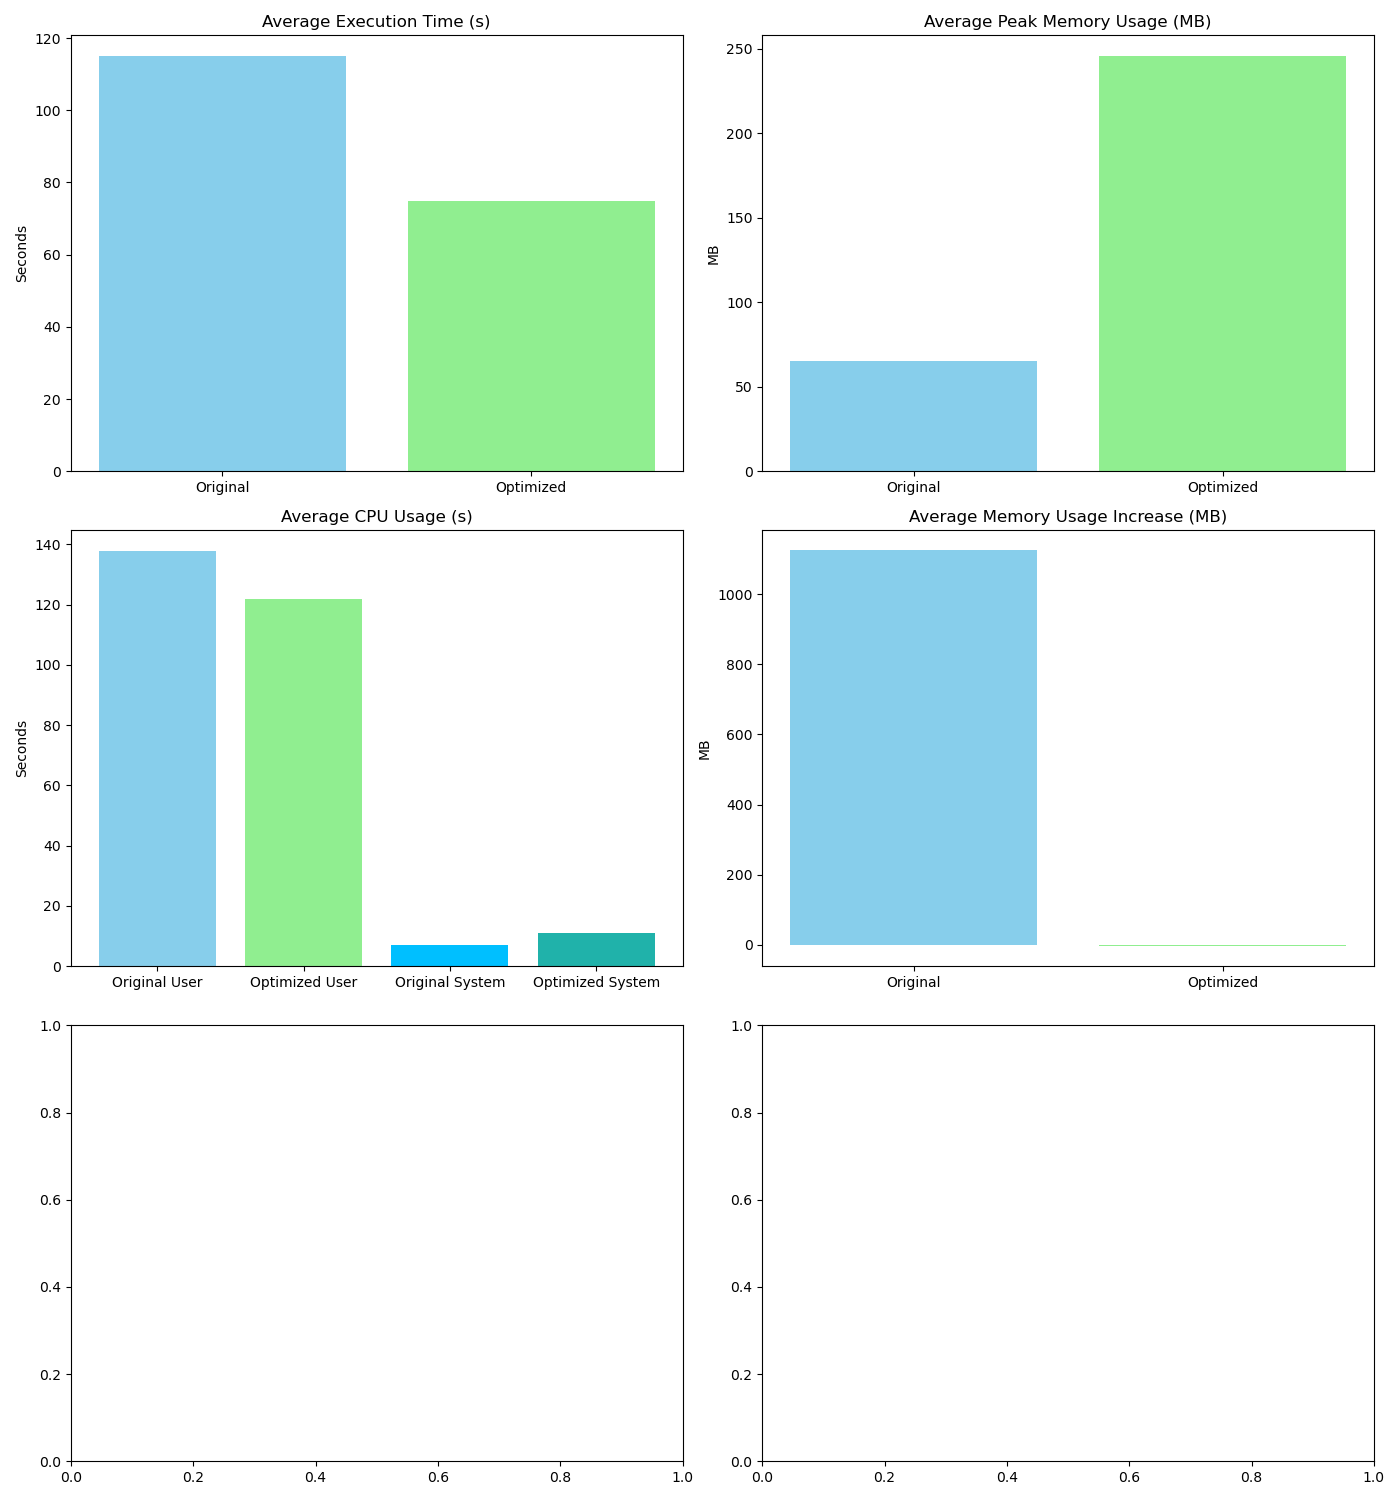 Average Execution Time (s)
120
100
80
60
40
20
0
Seconds
Original
Optimized
Average Peak Memory Usage (MB)
250
200
150
100
50
0
MB
Original
Optimized
Average CPU Usage (s)
140
120
100
80
60
40
20
0
Seconds
Original User
Optimized User
Original System
Optimized System
Average Memory Usage Increase (MB)
1000
800
600
400
200
0
MB
Original
Optimized
1.0
0.8
0.6
0.4
0.2
0.0
0.0 0.2 0.4 0.6 0.8 1.0
1.0
0.8
0.6
0.4
0.2
0.0
0.0 0.2 0.4 0.6 0.8 1.0